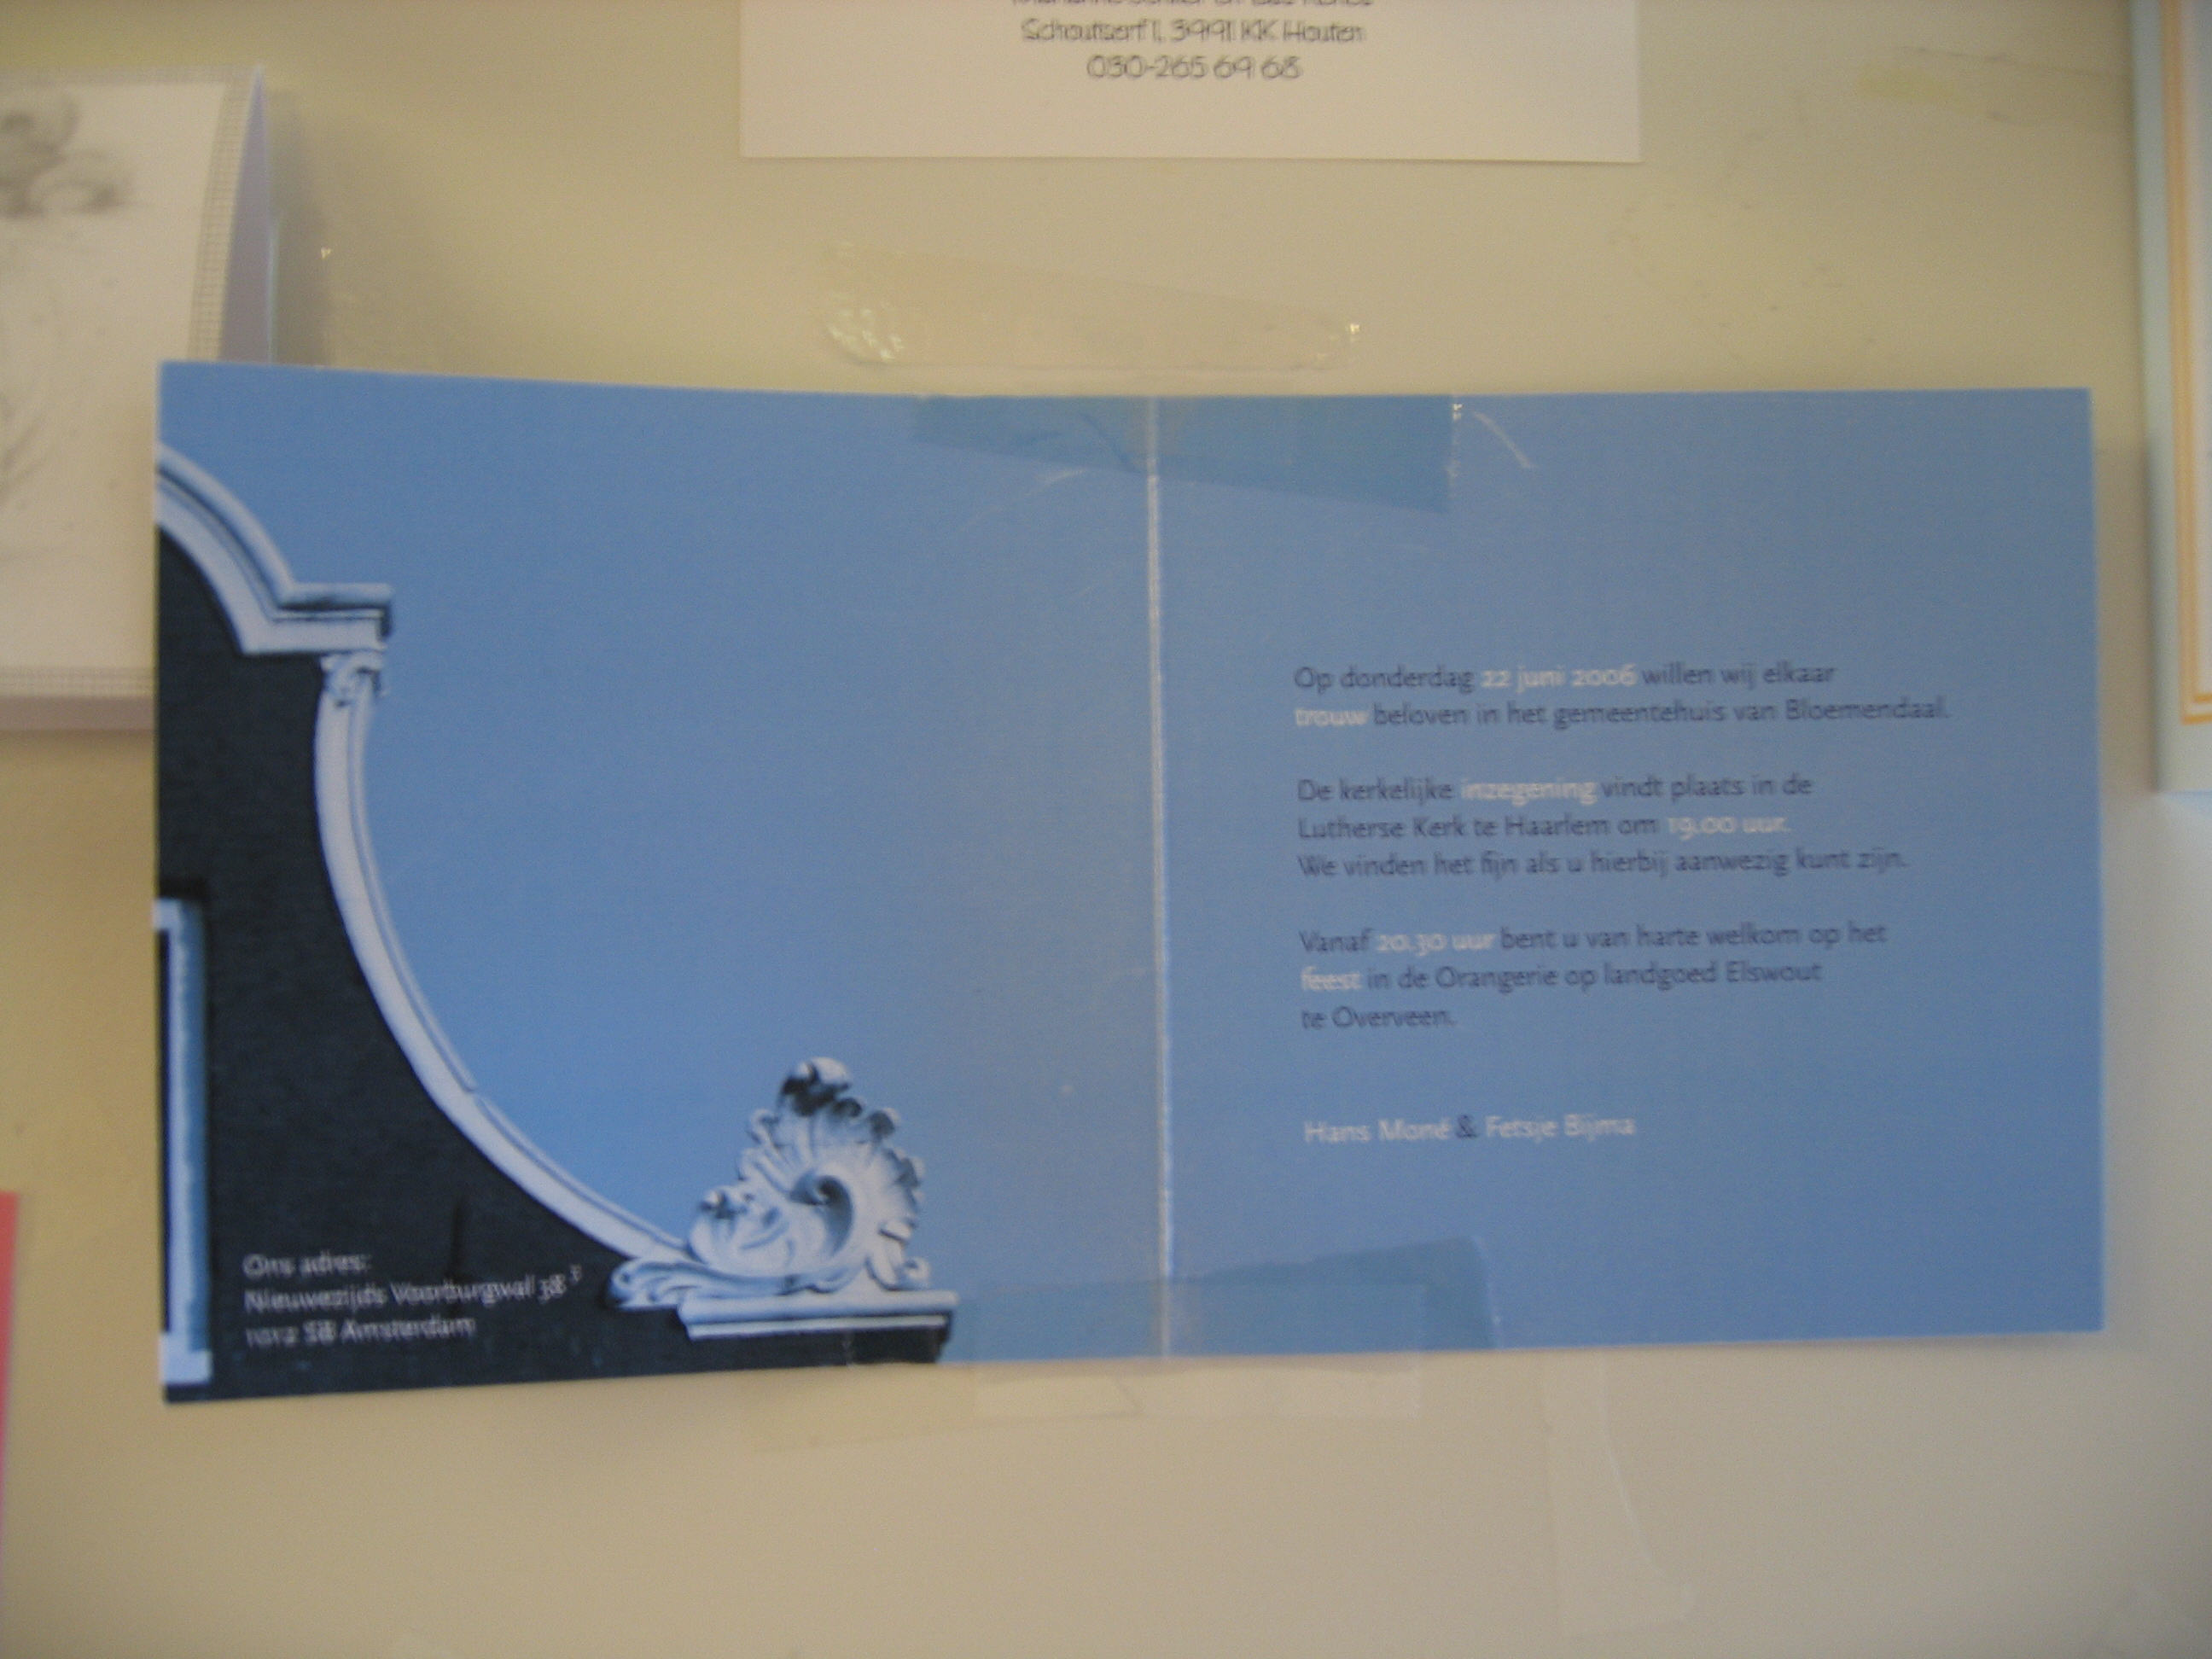 Schoutserf 1, 3991 KK Houten
030-265 69 68
Op donderdag 22 juni 2006 willen wij elkaar
trouw beloven in het gemeentehuis van Bloemendaal.
De kerkelijke inzegening vindt plaats in de
Lutherse Kerk te Haarlem om 19.00 uur.
We vinden het fijn als u hierbij aanwezig kunt zijn.
Vanaf 20.30 uur bent u van harte welkom op het
feest in de Orangerie op landgoed Elswout
te Overveen.
Hans Moné & Fetsje Bijma
Ons adres:
Nieuwezijds Voorburgwal 38 3
1012 SB Amsterdam